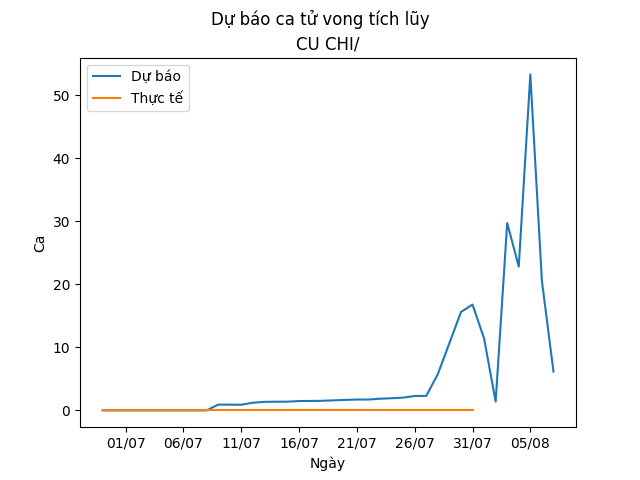 Dự báo ca tử vong tích lũy
CU CHI/
Dự báo
Thực tế
Ca
50
40
30
20
10
0
01/07 06/07 11/07 16/07 21/07 26/07 31/07 05/08
Ngày